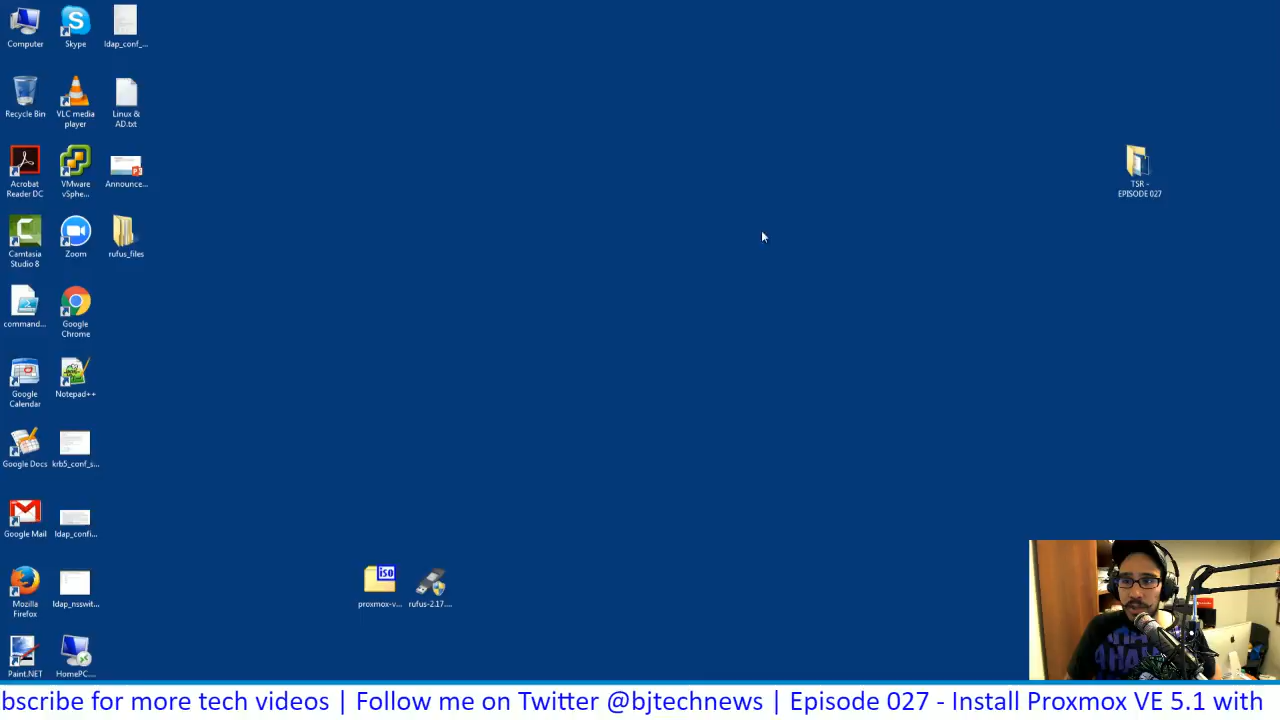 Computer
Skype
ldap_conf_...
Recycle Bin
VLC media
player
Linux &
AD.txt
Acrobat
Reader DC
VMware
vSphe...
Announce...
TSR -
EPISODE 027
Camtasia
Studio 8
Zoom
rufus_files
command...
Google
Chrome
Google
Calendar
Notepad++
Google Docs
krb5_conf_s...
Google Mail
ldap_confi...
Mozilla
Firefox
ldap_nsswit...
iso
proxmox-v...
rufus-2.17....
Paint.NET
HomePC....
bscribe for more tech videos | Follow me on Twitter @bjtechnews | Episode 027 - Install Proxmox VE 5.1 with